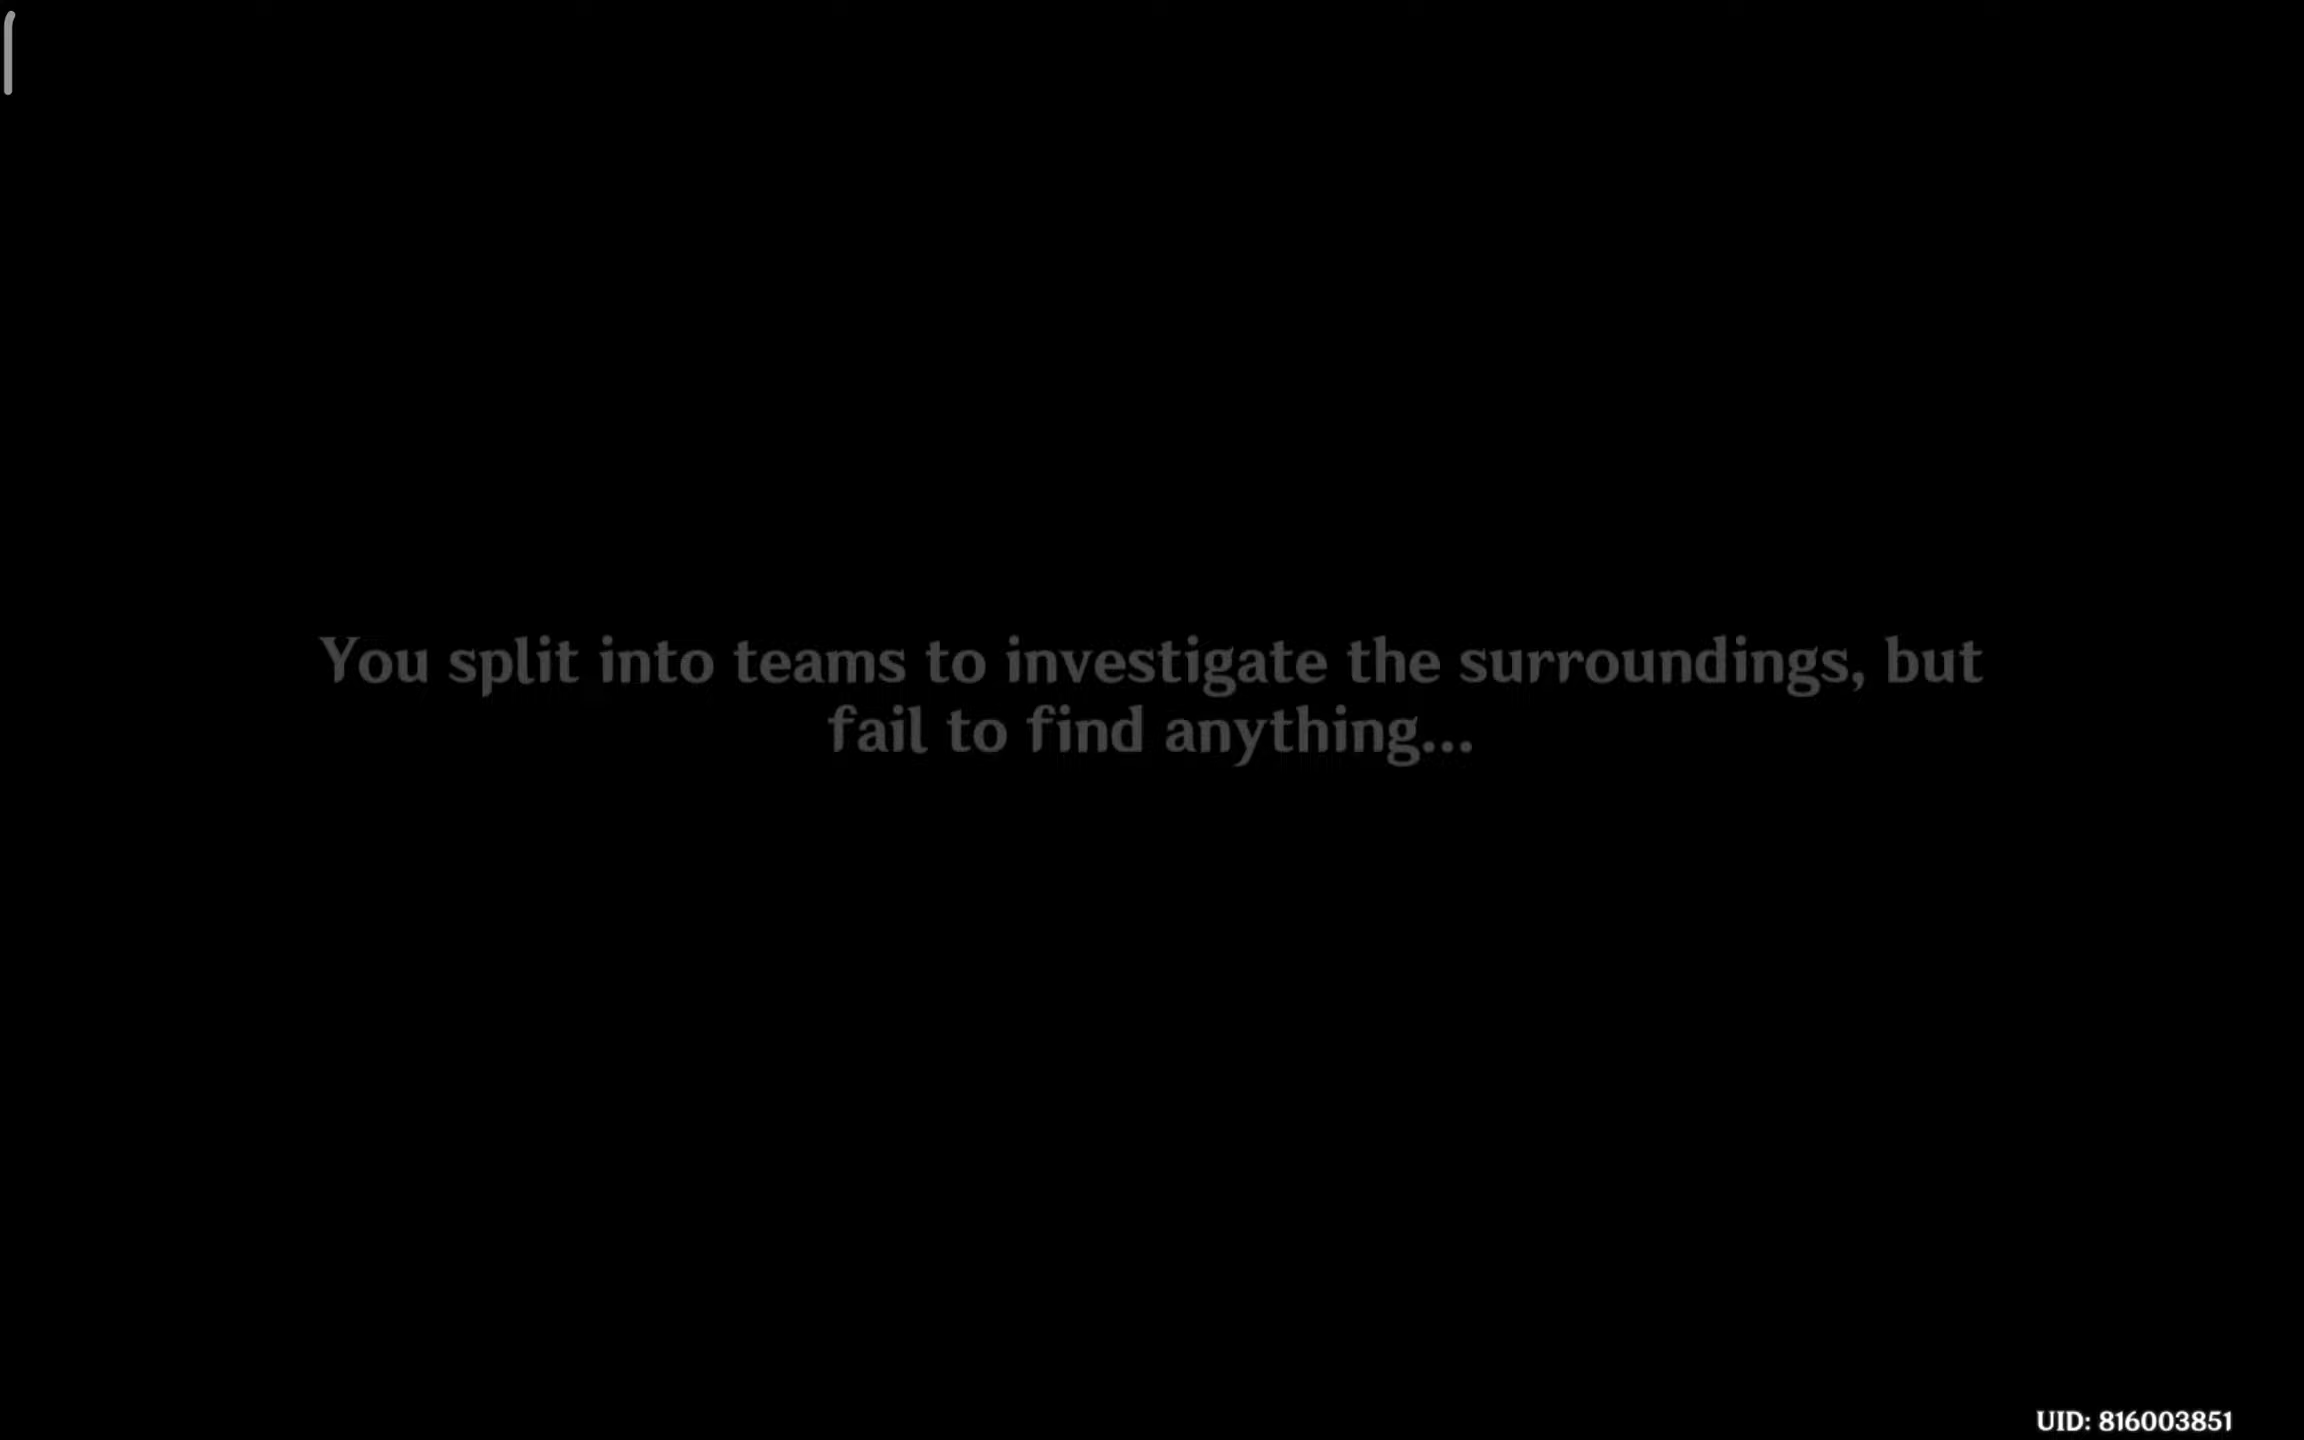 You split into teams to investigate the surroundings, but
fail to find anything...
UID: 816003851